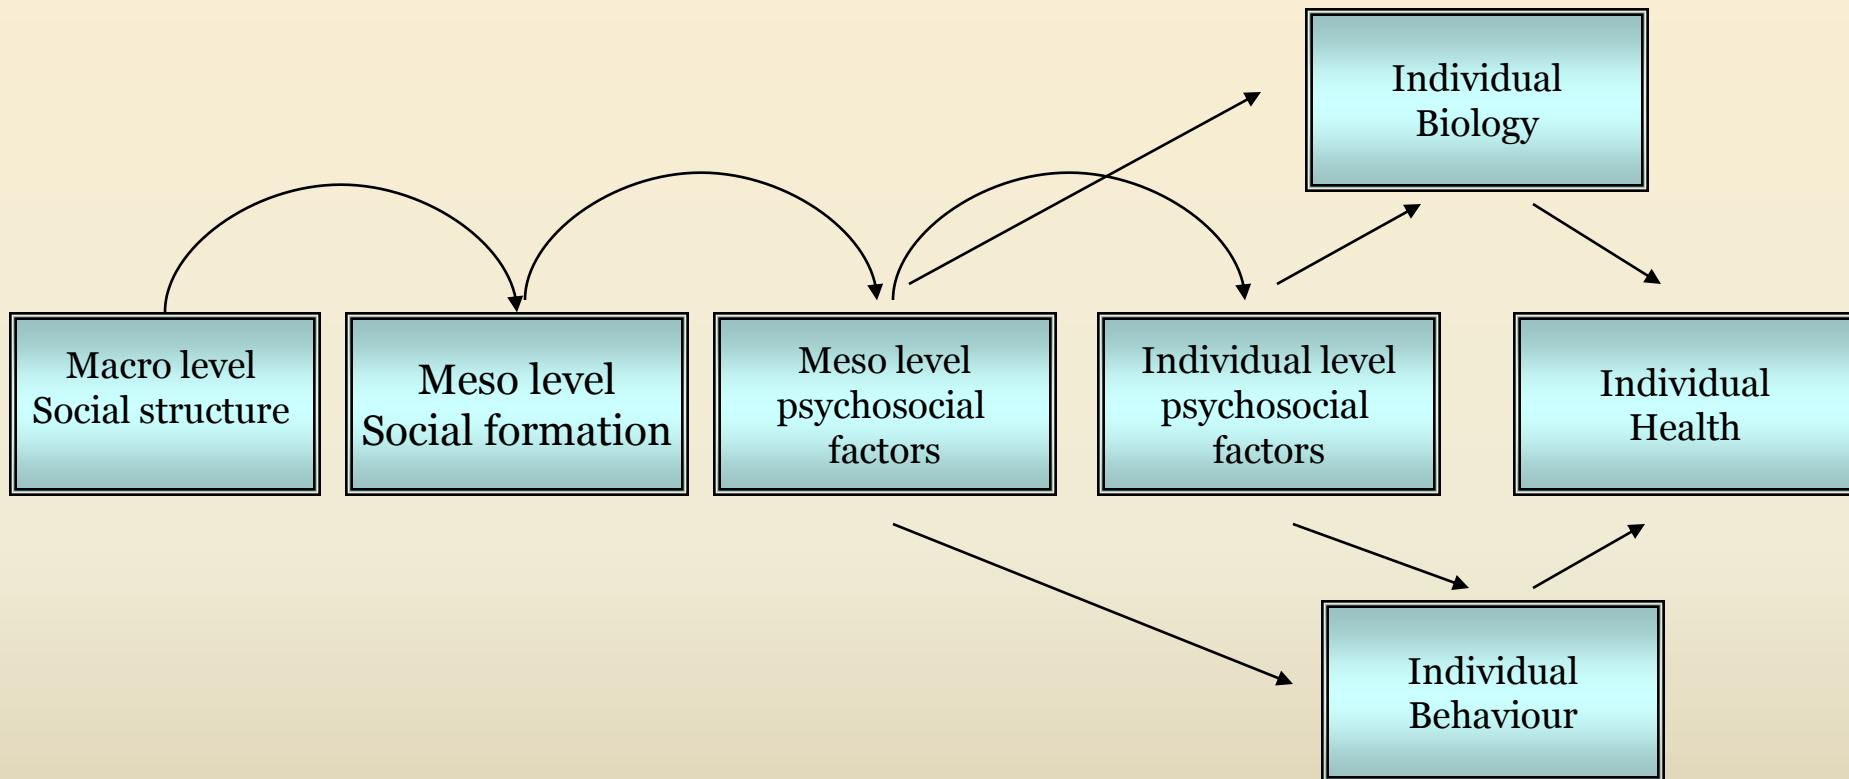 Individual
Biology
Macro level
Social structure
Meso level
Social formation
Meso level
psychosocial
factors
Individual level
psychosocial
factors
Individual
Health
Individual
Behaviour